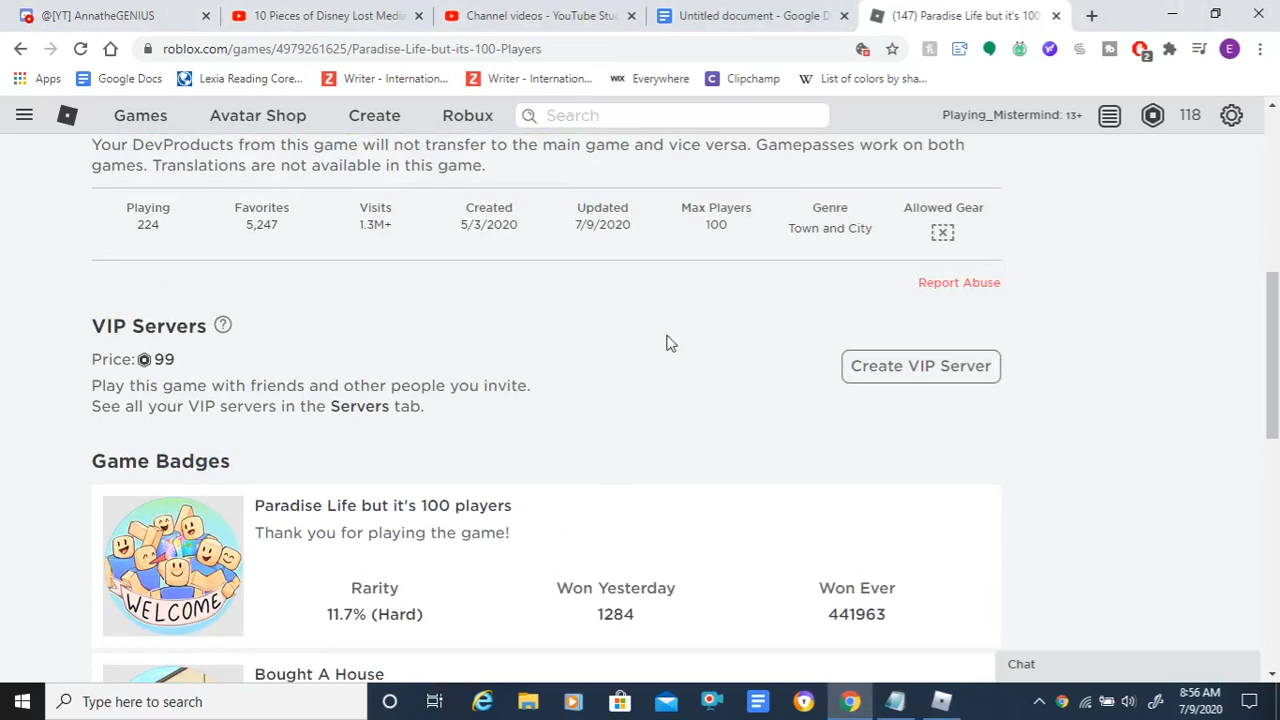 @[YT] AnnatheGENIUS
10 Pieces of Disney Lost Me
Channel videos - YouTube Stu
Untitled document - Google D
(147) Paradise Life but it's 100
roblox.com/games/4979261625/Paradise-Life-but-its-100-Players
E
2
Apps
Google Docs
Lexia Reading Core...
Writer - Internation...
Writer - Internation...
WIX Everywhere
C Clipchamp
W List of colors by sha...
Games
Avatar Shop
Create
Robux
Search
Playing_Mistermind: 13+
118
Your DevProducts from this game will not transfer to the main game and vice versa. Gamepasses work on both
games. Translations are not available in this game.
Playing
Favorites
Visits
Created
Updated
Max Players
Genre
Allowed Gear
224
5,247
1.3M+
5/3/2020
7/9/2020
100
Town and City
Report Abuse
VIP Servers ?
Price: 99
Create VIP Server
Play this game with friends and other people you invite.
See all your VIP servers in the Servers tab.
Game Badges
WELCOME
Paradise Life but it's 100 players
Thank you for playing the game!
Rarity
Won Yesterday
Won Ever
11.7% (Hard)
1284
441963
Bought A House
Chat
Type here to search
8:56 AM
7/9/2020